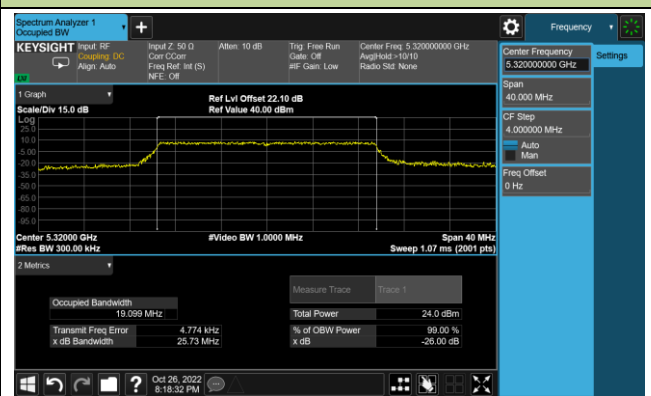 Spectrum Analyzer 1
Occupied BW
+
Frequency
KEYSIGHT
Input: RF
Coupling: DC
Align: Auto
Input Z: 50 Ω
Corr CCorr
Freq Ref: Int (S)
NFE: Off
Atten: 10 dB
Trig: Free Run
Gate: Off
#IF Gain: Low
Center Freq: 5.320000000 GHz
Avg|Hold:>10/10
Radio Std: None
Center Frequency
5.320000000 GHz
Settings
Span
40.000 MHz
CF Step
4.000000 MHz
Auto
Man
Freq Offset
0 Hz
1 Graph
Scale/Div 15.0 dB
Ref Lvl Offset 22.10 dB
Ref Value 40.00 dBm
Log
25.0
10.0
-5.00
-20.0
-35.0
-50.0
-65.0
-80.0
-95.0
Center 5.32000 GHz
#Res BW 300.00 kHz
#Video BW 1.0000 MHz
Span 40 MHz
Sweep 1.07 ms (2001 pts)
2 Metrics
Measure Trace
Trace 1
Occupied Bandwidth
19.099 MHz
Total Power
24.0 dBm
Transmit Freq Error
4.774 kHz
% of OBW Power
99.00 %
x dB Bandwidth
25.73 MHz
x dB
-26.00 dB
?
Oct 26, 2022
8:18:32 PM